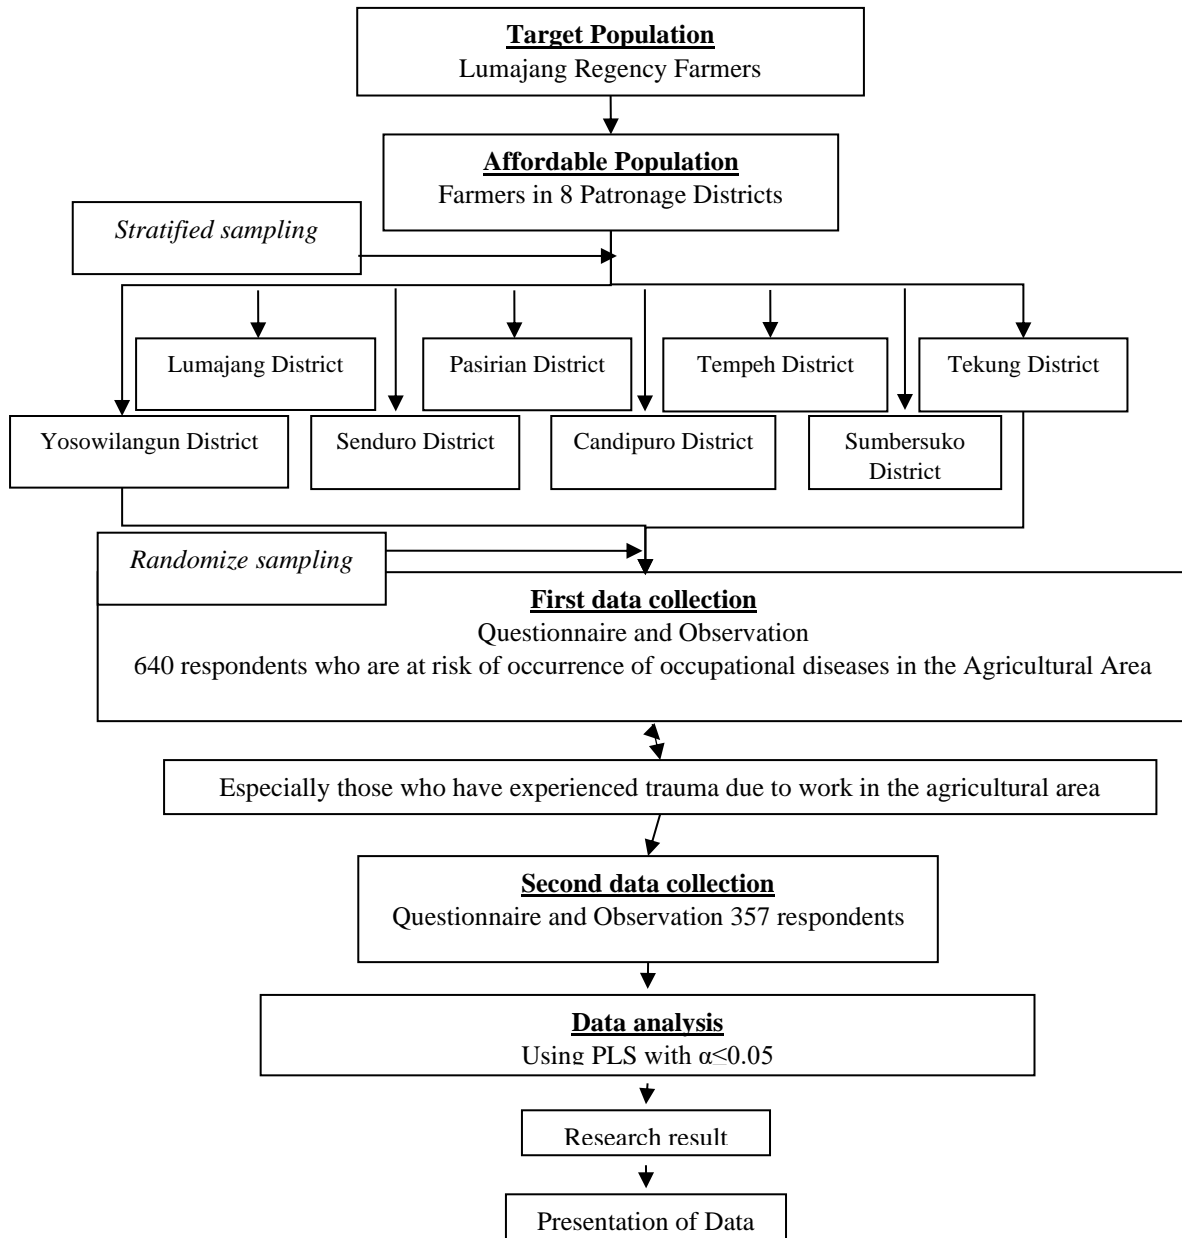 Target Population
Lumajang Regency Farmers
Affordable Population
Farmers in 8 Patronage Districts
Stratified sampling
Lumajang District
Pasirian District
Tempeh District
Tekung District
Yosowilangun District
Senduro District
Candipuro District
Sumbersuko
District
Randomize sampling
First data collection
Questionnaire and Observation
640 respondents who are at risk of occurrence of occupational diseases in the Agricultural Area
Especially those who have experienced trauma due to work in the agricultural area
Second data collection
Questionnaire and Observation 357 respondents
Data analysis
Using PLS with α≤0.05
Research result
Presentation of Data